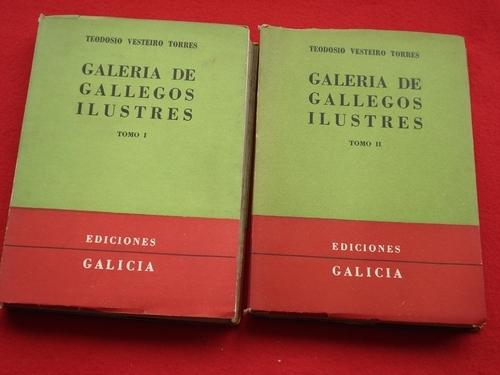 TEODOSIO VESTEIRO TORRES
GALERIA DE
GALLEGOS
ILUSTRES
TOMO I
EDICIONES
GALICIA
TEODOSIO VESTEIRO TORRES
GALERIA DE
GALLEGOS
ILUSTRES
TOMO II
EDICIONES
GALICIA